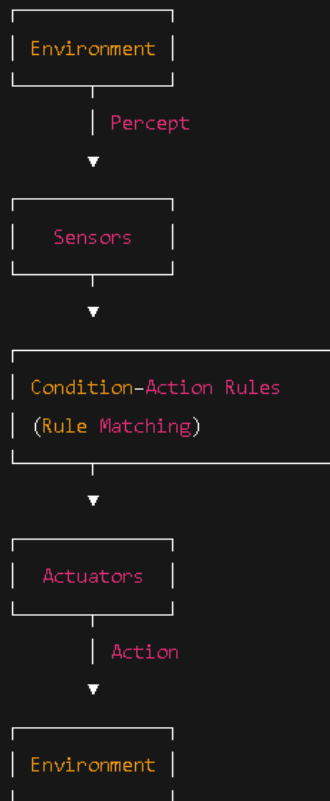 Environment
Percept
Sensors
Condition-Action Rules
(Rule Matching)
Actuators
Action
Environment